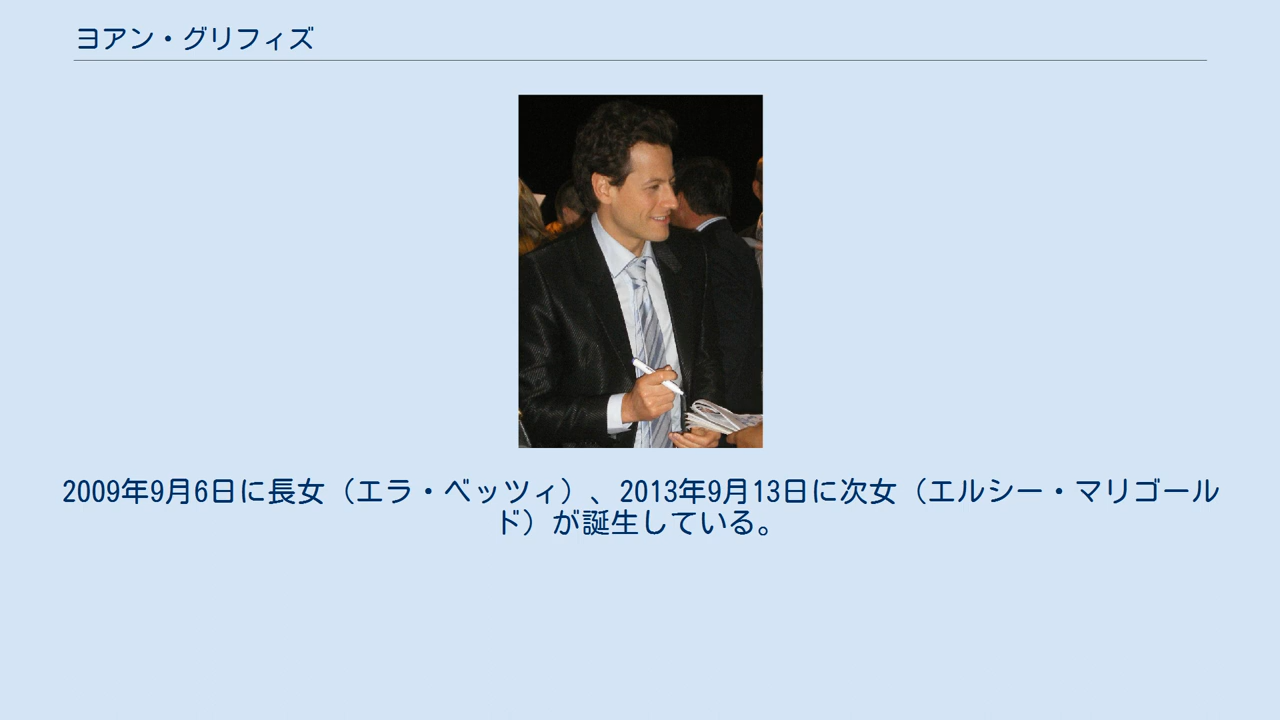 ヨアン・グリフィズ
2009年9月6日に長女（エラ・ベッツィ）、2013年9月13日に次女（エルシー・マリゴール
ド）が誕生している。